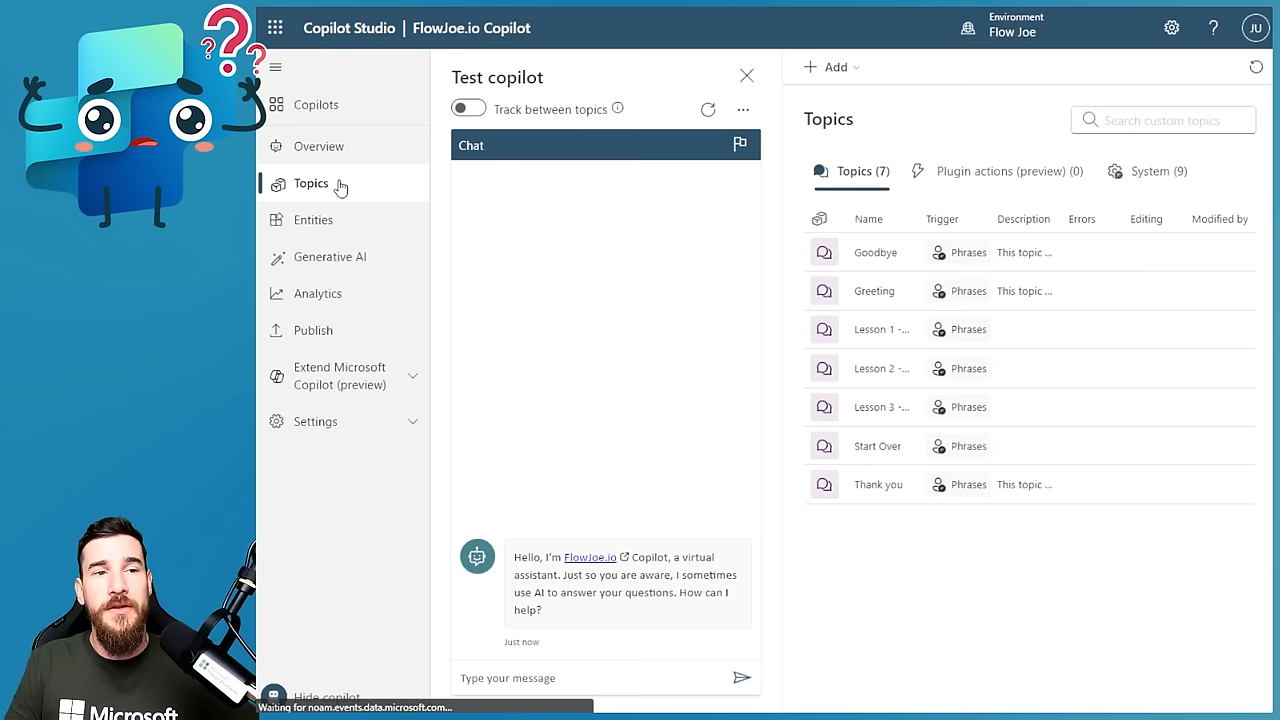 Copilot Studio | FlowJoe.io Copilot
Environment
Flow Joe
JU
Copilots
Overview
Topics
Entities
Generative AI
Analytics
Publish
Extend Microsoft
Copilot (preview)
Settings
Hide copilot
Waiting for noam.events.data.microsoft.com...
Test copilot
Track between topics
Chat
Hello, I'm FlowJoe.io Copilot, a virtual
assistant. Just so you are aware, I sometimes
use AI to answer your questions. How can I
help?
Just now
Type your message
Add
Topics
Search custom topics
Topics (7) Plugin actions (preview) (0) System (9)
Name Trigger Description Errors Editing Modified by
Goodbye Phrases This topic ...
Greeting Phrases This topic ...
Lesson 1 -... Phrases
Lesson 2 -... Phrases
Lesson 3 -... Phrases
Start Over Phrases
Thank you Phrases This topic ...
Microsoft